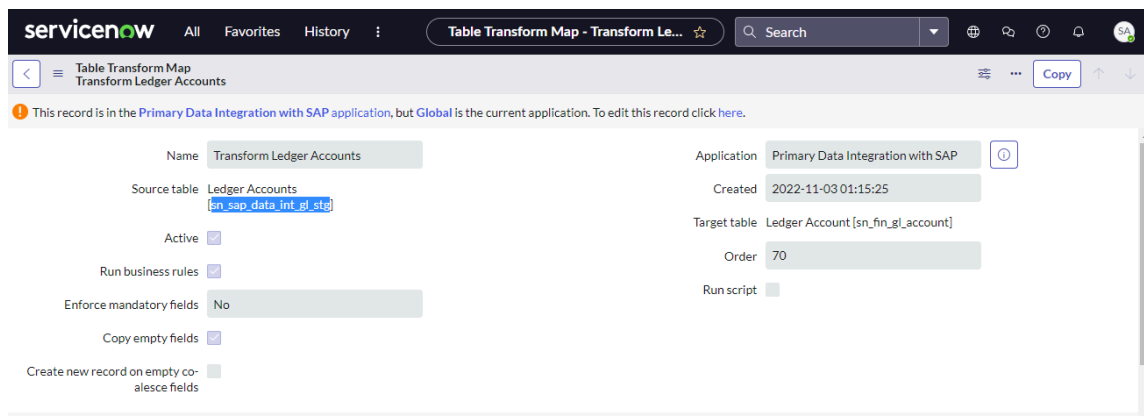 servicenow All Favorites History Table Transform Map - Transform Le... Search SA
Table Transform Map
Transform Ledger Accounts
Copy
This record is in the Primary Data Integration with SAP application, but Global is the current application. To edit this record click here.
Name Transform Ledger Accounts
Source table Ledger Accounts
[sn_sap_data_int_gl_stg]
Active
Run business rules
Enforce mandatory fields No
Copy empty fields
Create new record on empty co-
alesce fields
Application Primary Data Integration with SAP
Created 2022-11-03 01:15:25
Target table Ledger Account [sn_fin_gl_account]
Order 70
Run script